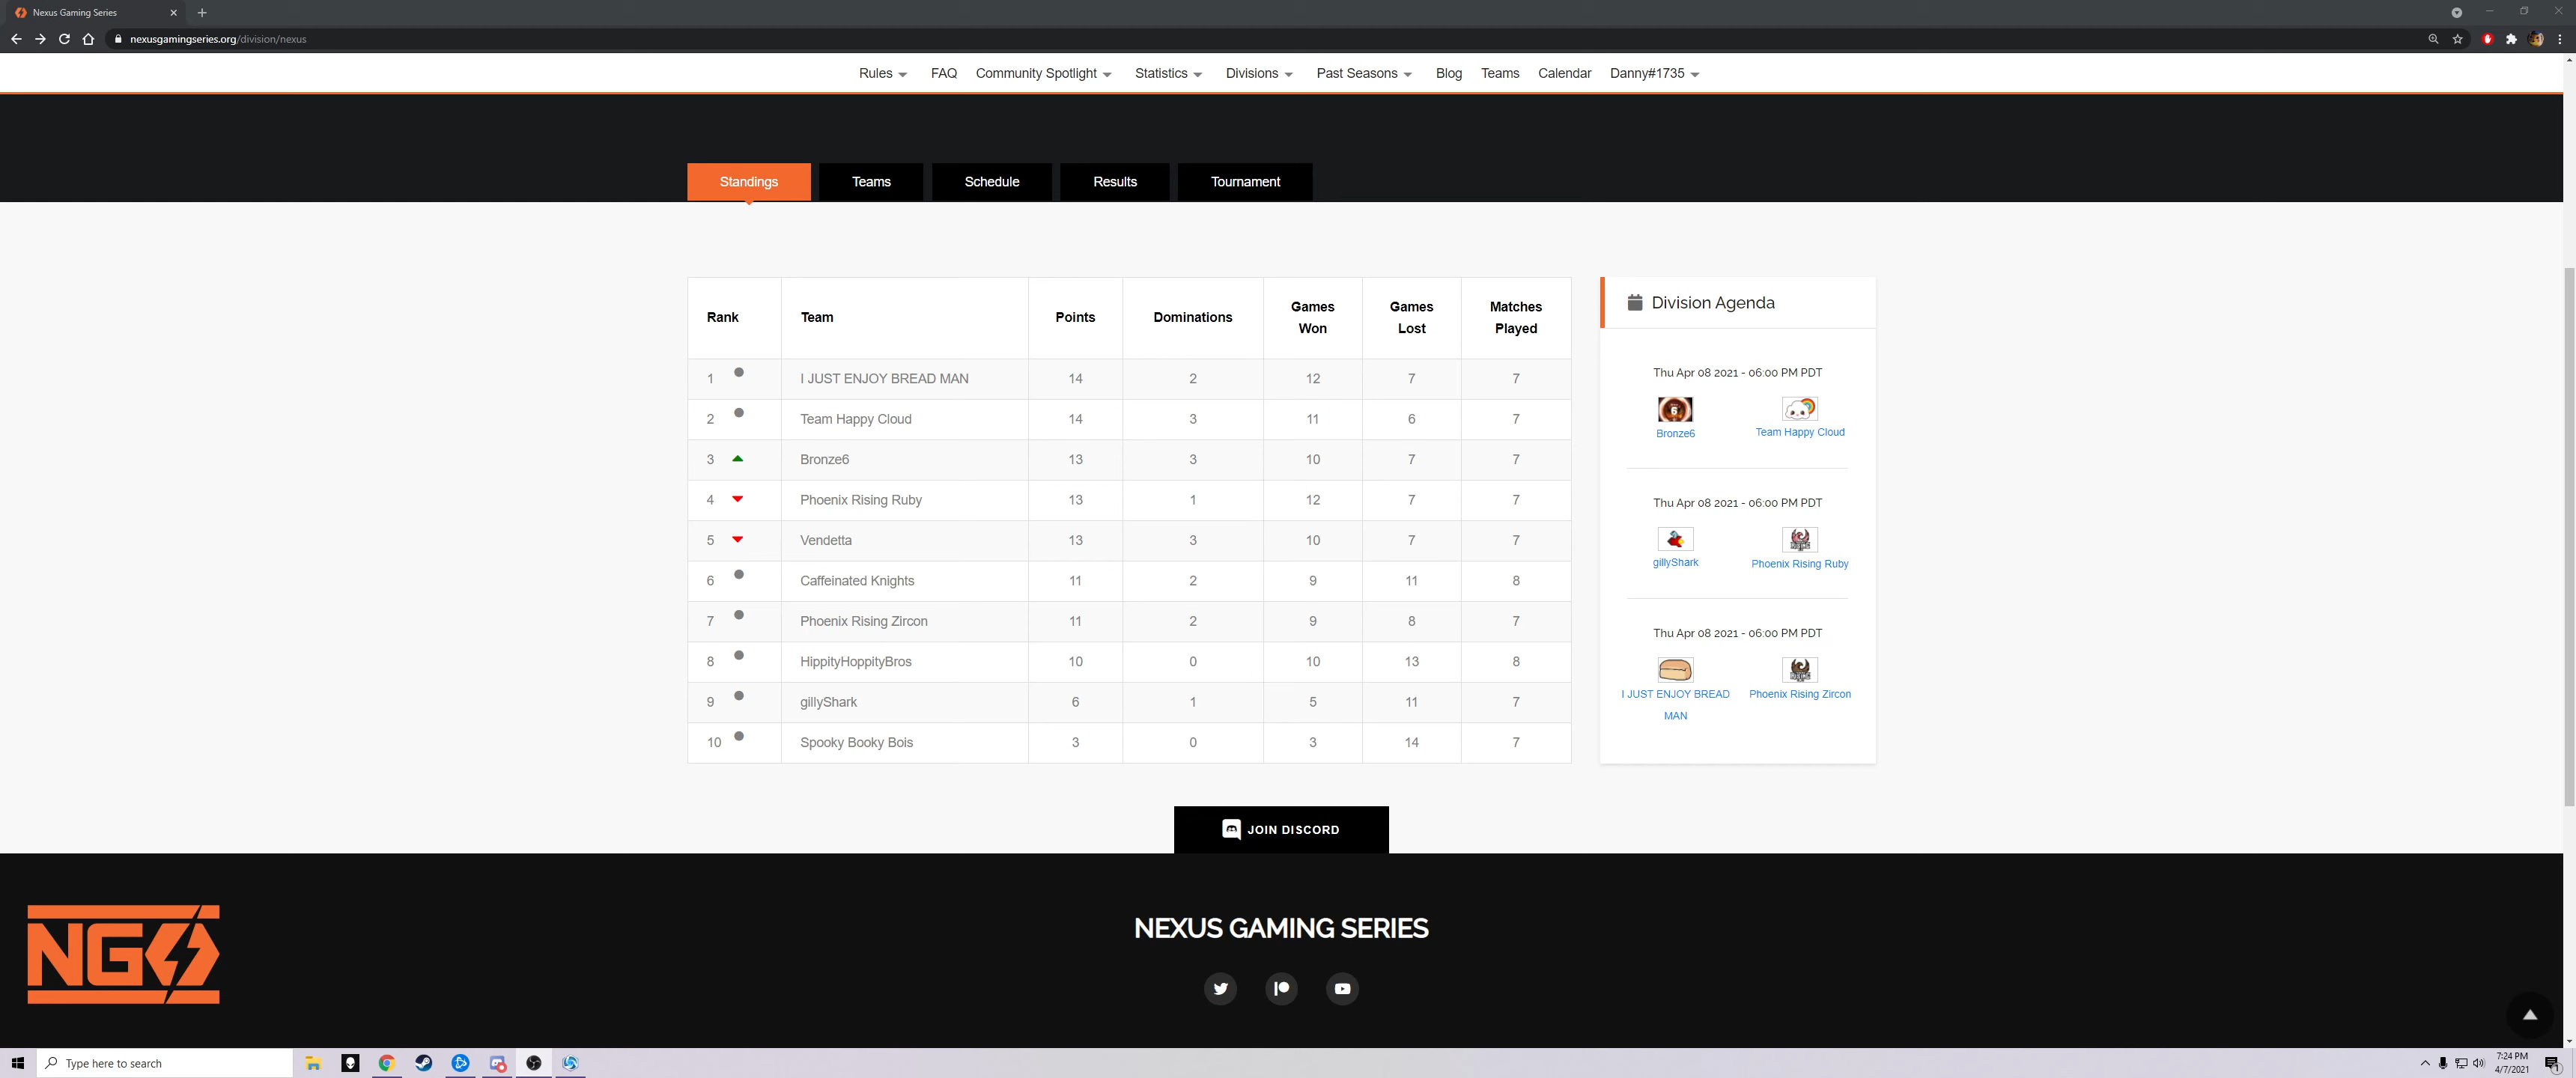 Nexus Gaming Series
nexusgamingseries.org/division/nexus
Rules FAQ Community Spotlight Statistics Divisions Past Seasons Blog Teams Calendar Danny#1735
Standings Teams Schedule Results Tournament
Rank Team Points Dominations Games Won Games Lost Matches Played
1 I JUST ENJOY BREAD MAN 14 2 12 7 7
2 Team Happy Cloud 14 3 11 6 7
3 Bronze6 13 3 10 7 7
4 Phoenix Rising Ruby 13 1 12 7 7
5 Vendetta 13 3 10 7 7
6 Caffeinated Knights 11 2 9 11 8
7 Phoenix Rising Zircon 11 2 9 8 7
8 HippityHoppityBros 10 0 10 13 8
9 gillyShark 6 1 5 11 7
10 Spooky Booky Bois 3 0 3 14 7
Division Agenda
Thu Apr 08 2021 - 06:00 PM PDT
Bronze6 Team Happy Cloud
Thu Apr 08 2021 - 06:00 PM PDT
gillyShark Phoenix Rising Ruby
Thu Apr 08 2021 - 06:00 PM PDT
I JUST ENJOY BREAD Phoenix Rising Zircon
MAN
JOIN DISCORD
NG
NEXUS GAMING SERIES
Type here to search
7:24 PM
4/7/2021